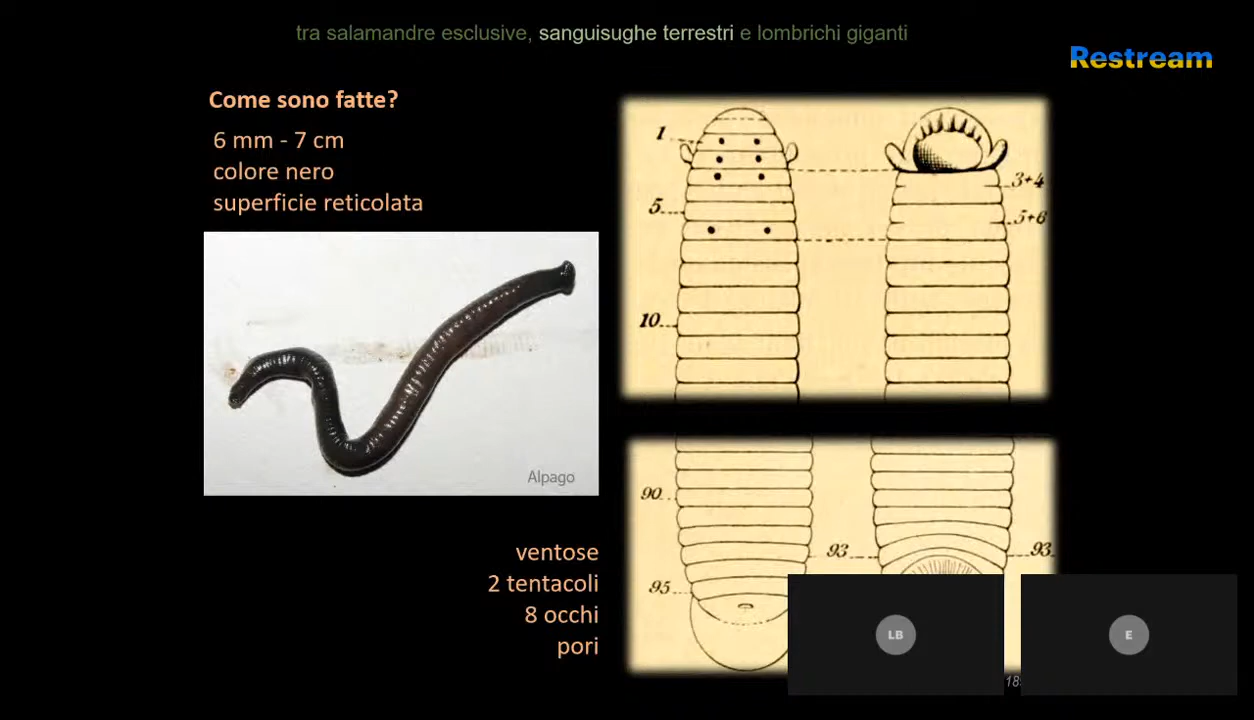 tra salamandre esclusive, sanguisughe terrestri e lombrichi giganti
Restream
Come sono fatte?
6 mm - 7 cm
colore nero
superficie reticolata
Alpago
ventose
2 tentacoli
8 occhi
pori
1
5
10
3+4
5+6
90
95
93
93
LB
E